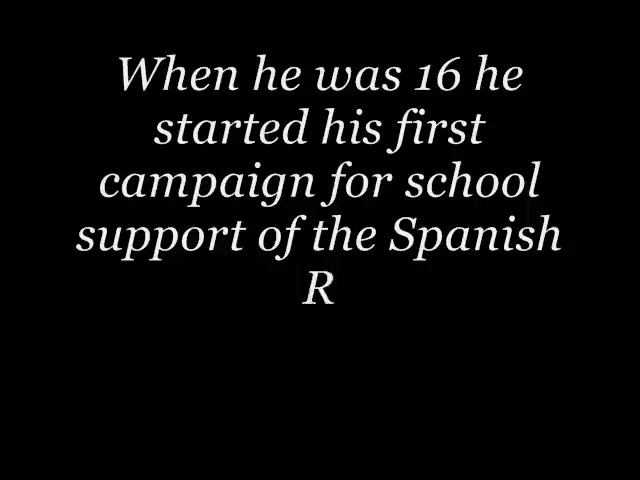 When he was 16 he
started his first
campaign for school
support of the Spanish
R